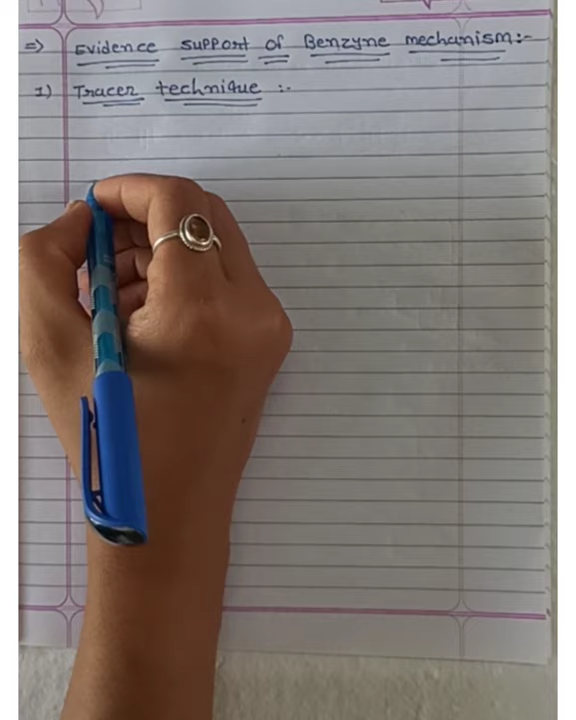 => Evidence support of Benzyne mechanism:-
1) Tracer technique :-